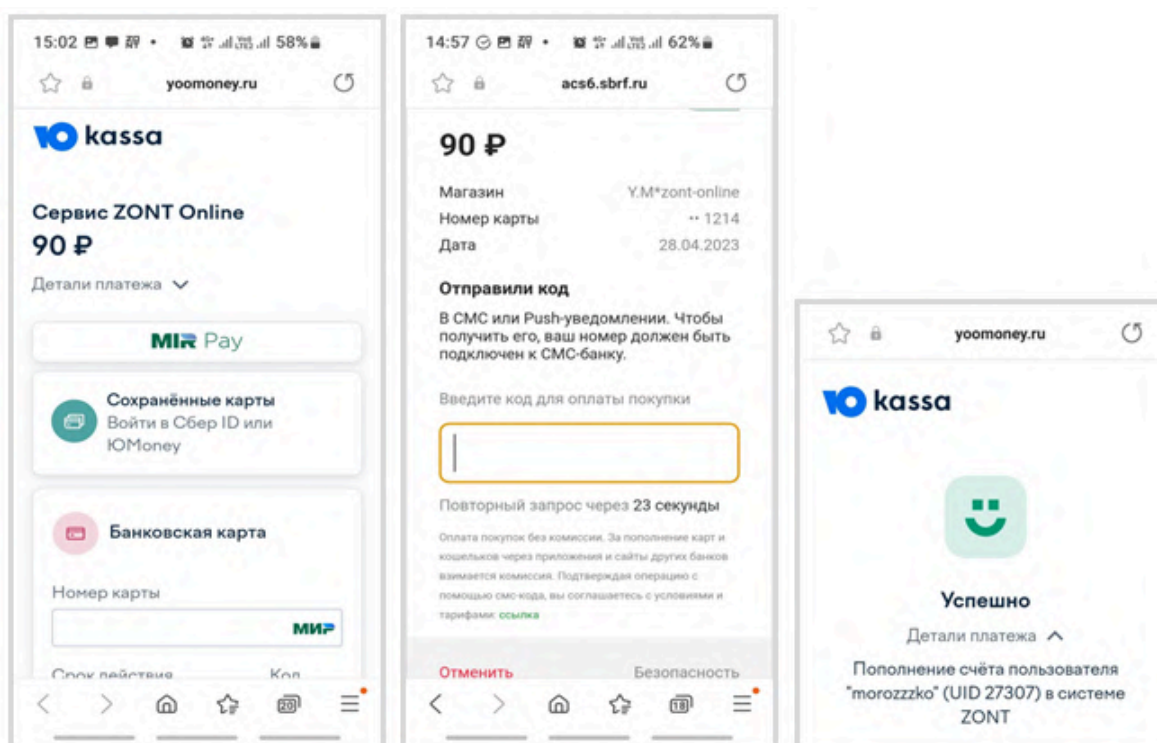 15:02
58%
yoomoney.ru
Ю kassa
Сервис ZONT Online
90 ₽
Детали платежа
MIR Pay
Сохранённые карты
Войти в Сбер ID или
ЮMoney
Банковская карта
Номер карты
МИР
Срок действия Код
20
14:57
62%
acs6.sbrf.ru
90 ₽
Магазин Y.M*zont-online
Номер карты •• 1214
Дата 28.04.2023
Отправили код
В СМС или Push-уведомлении. Чтобы
получить его, ваш номер должен быть
подключен к СМС-банку.
Введите код для оплаты покупки
Повторный запрос через 23 секунды
Оплата покупок без комиссии. За пополнение карт и
кошельков через приложения и сайты других банков
взимается комиссия. Подтверждая операцию с
помощью смс-кода, вы соглашаетесь с условиями и
тарифами: ссылка
Отменить Безопасность
18
yoomoney.ru
Ю kassa
Успешно
Детали платежа
Пополнение счёта пользователя
"morozzzko" (UID 27307) в системе
ZONT